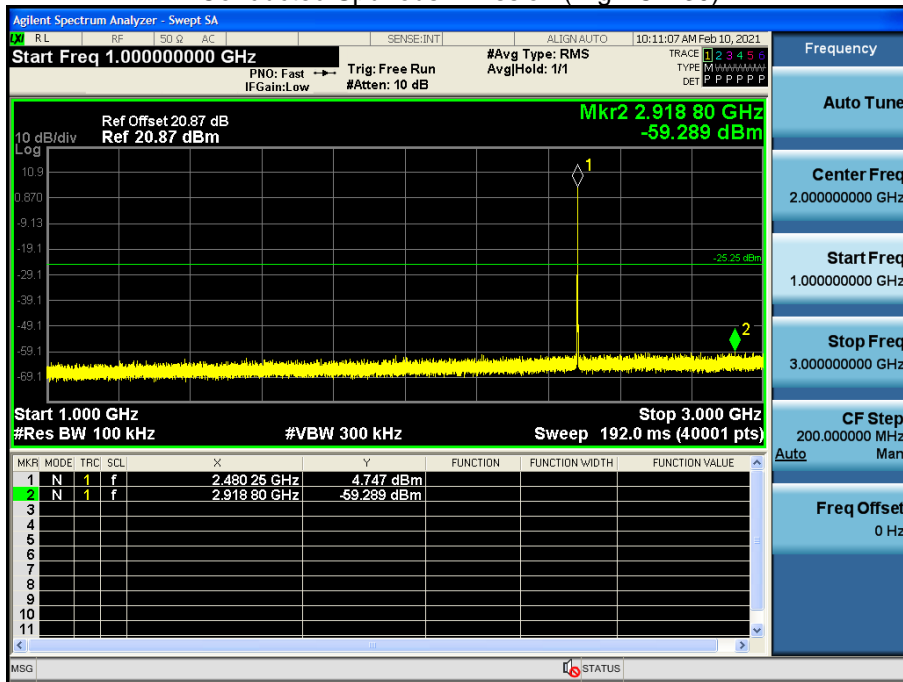 Agilent Spectrum Analyzer - Swept SA
LXI RL RF 50 Ω AC SENSE:INT ALIGN AUTO 10:11:07 AM Feb 10, 2021
Start Freq 1.000000000 GHz
PNO: Fast
IFGain:Low
Trig: Free Run
#Atten: 10 dB
#Avg Type: RMS
Avg|Hold: 1/1
TRACE 1 2 3 4 5 6
TYPE MWWWWW
DET P P P P P P
Frequency
Auto Tune
Center Freq
2.000000000 GHz
Start Freq
1.000000000 GHz
Stop Freq
3.000000000 GHz
CF Step
200.000000 MHz
Auto Man
Freq Offset
0 Hz
Mkr2 2.918 80 GHz
-59.289 dBm
Ref Offset 20.87 dB
10 dB/div Ref 20.87 dBm
Log
10.9
0.870
-9.13
-19.1
-29.1
-39.1
-49.1
-59.1
-69.1
1
-25.25 dBm
2
Start 1.000 GHz Stop 3.000 GHz
#Res BW 100 kHz #VBW 300 kHz Sweep 192.0 ms (40001 pts)
MKR MODE TRC SCL X Y FUNCTION FUNCTION WIDTH FUNCTION VALUE
1 N 1 f 2.480 25 GHz 4.747 dBm
2 N 1 f 2.918 80 GHz -59.289 dBm
3
4
5
6
7
8
9
10
11
MSG STATUS